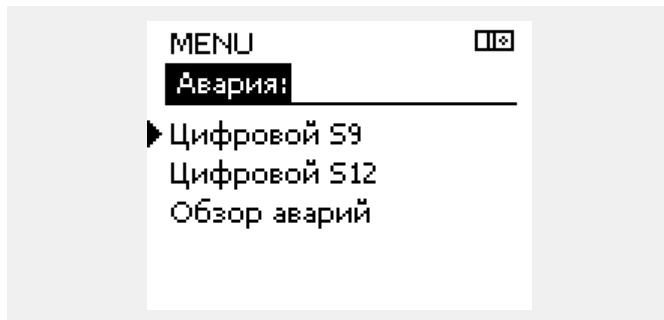 MENU
Авария:
Цифровой S9
Цифровой S12
Обзор аварий